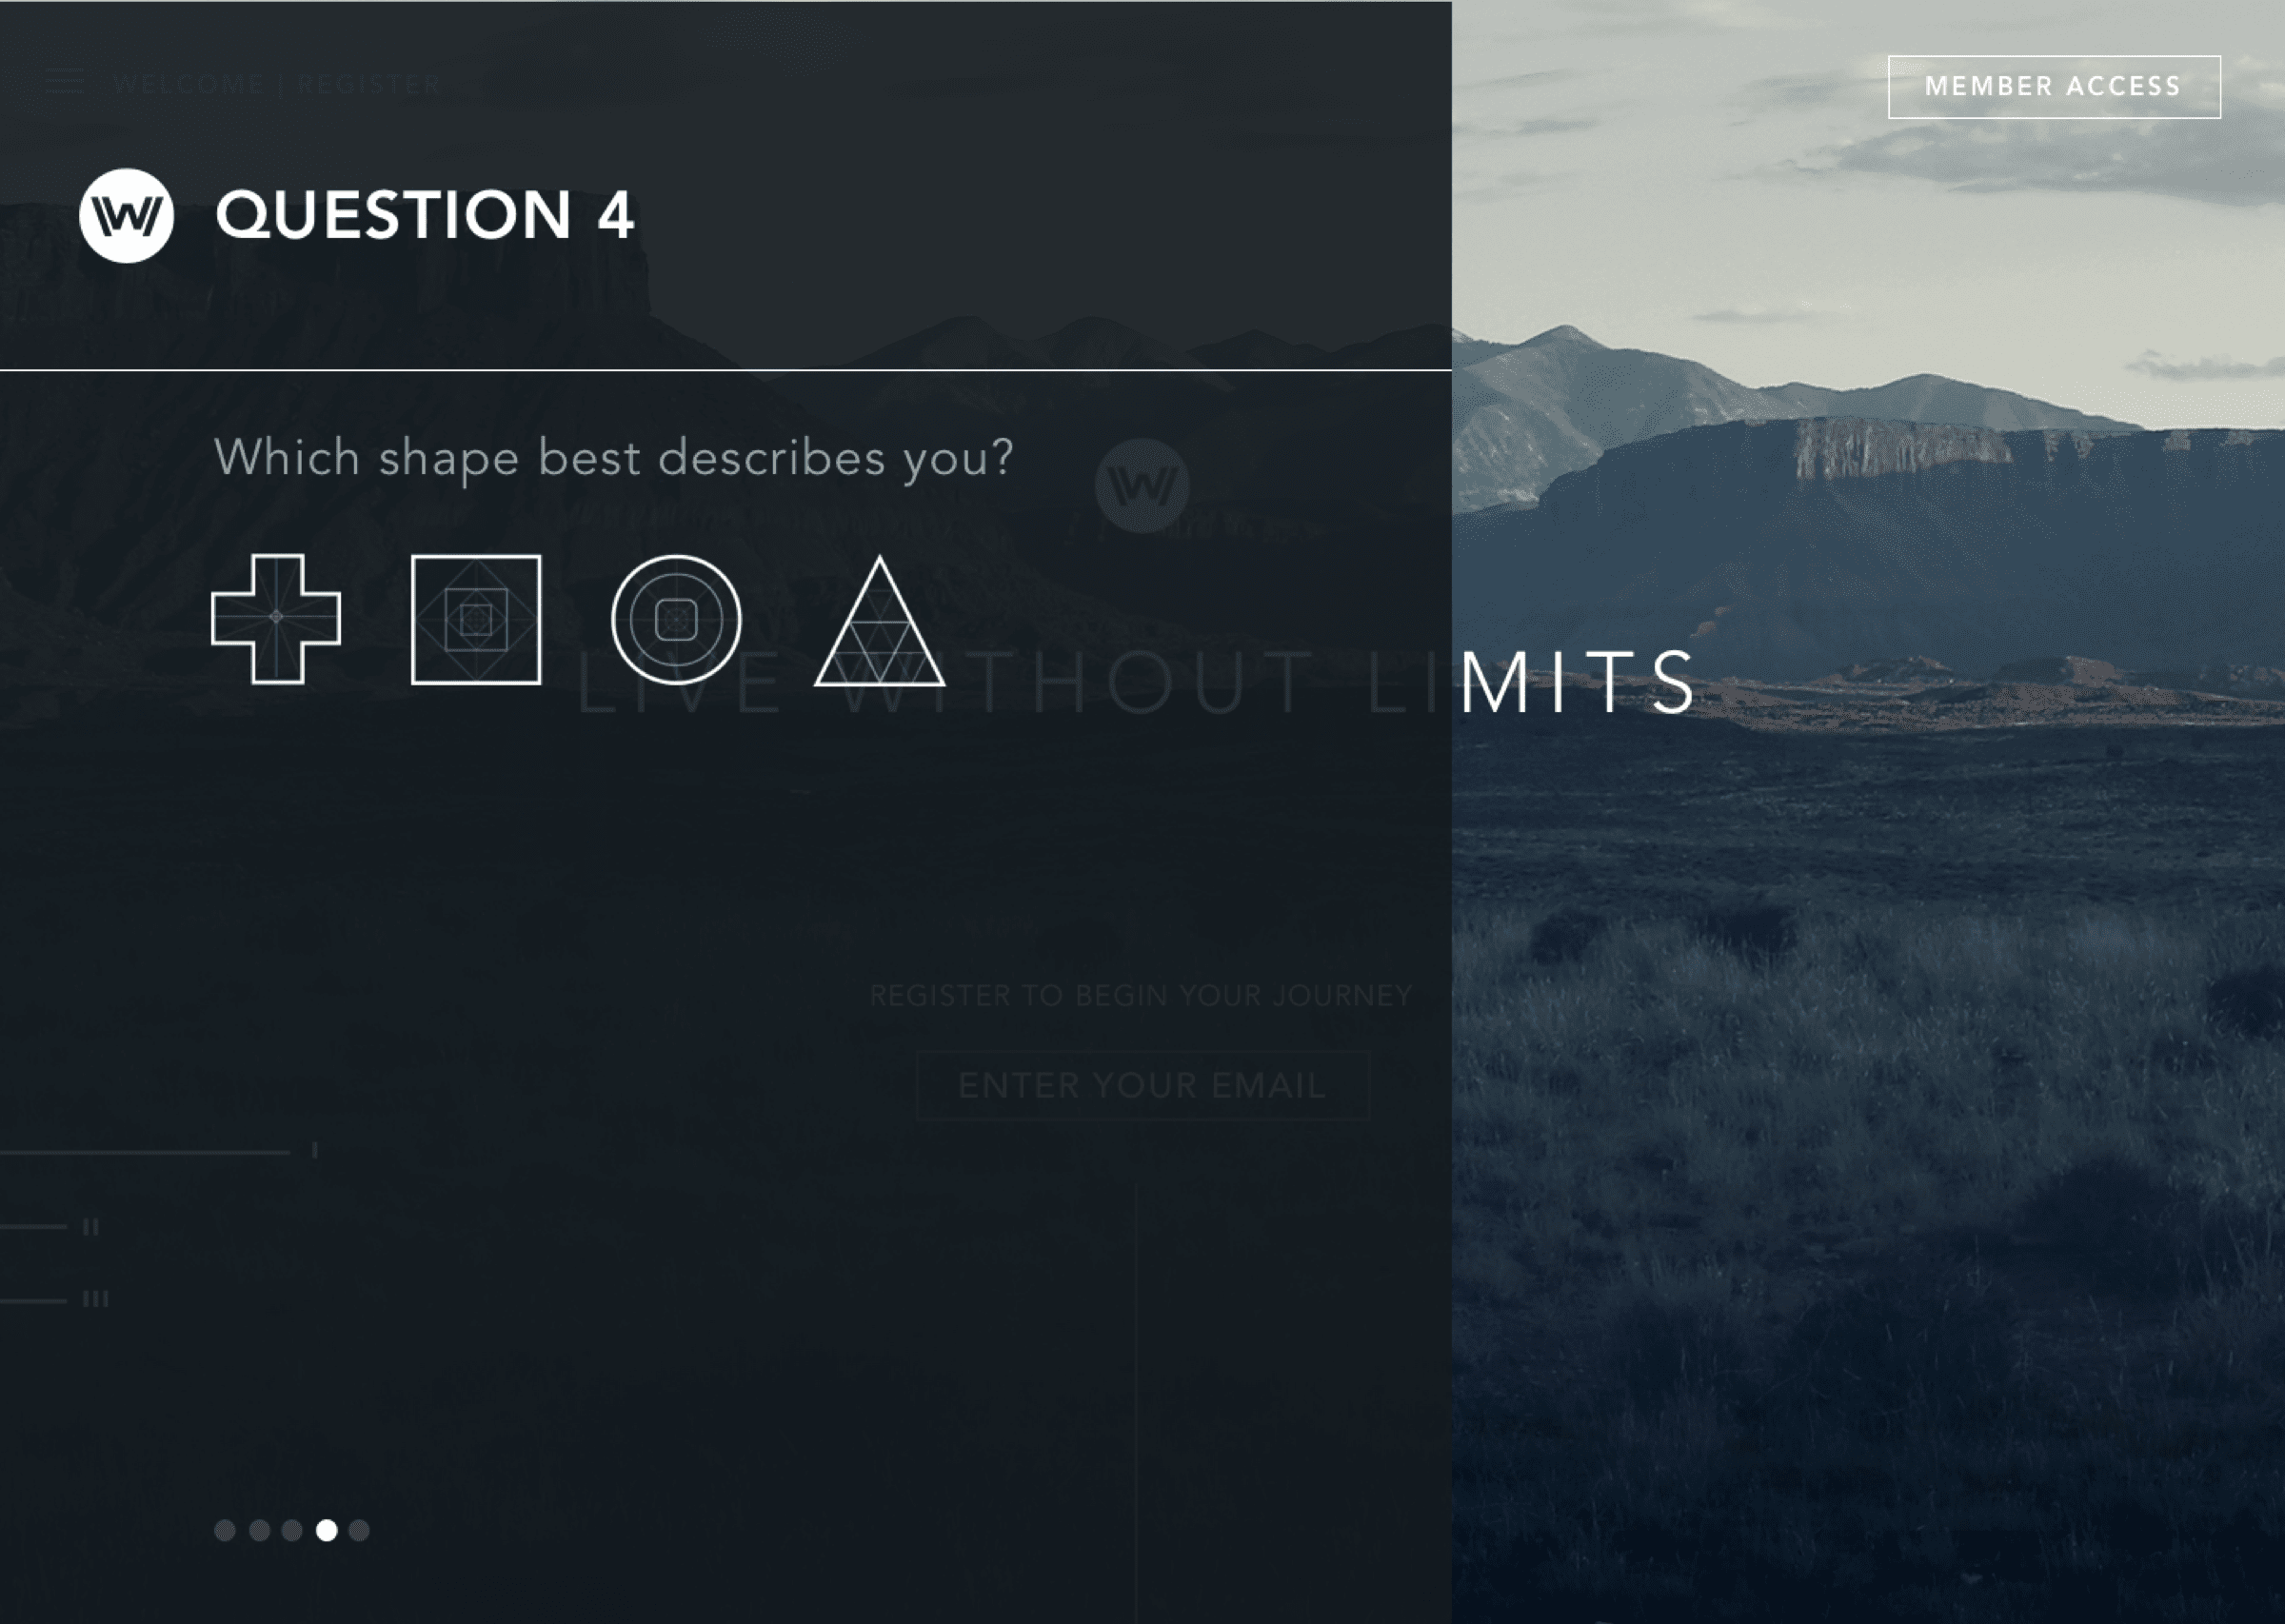 WELCOME | REGISTER
MEMBER ACCESS
W QUESTION 4
Which shape best describes you?
W
LIVE WITHOUT LIMITS
REGISTER TO BEGIN YOUR JOURNEY
ENTER YOUR EMAIL
I
II
III